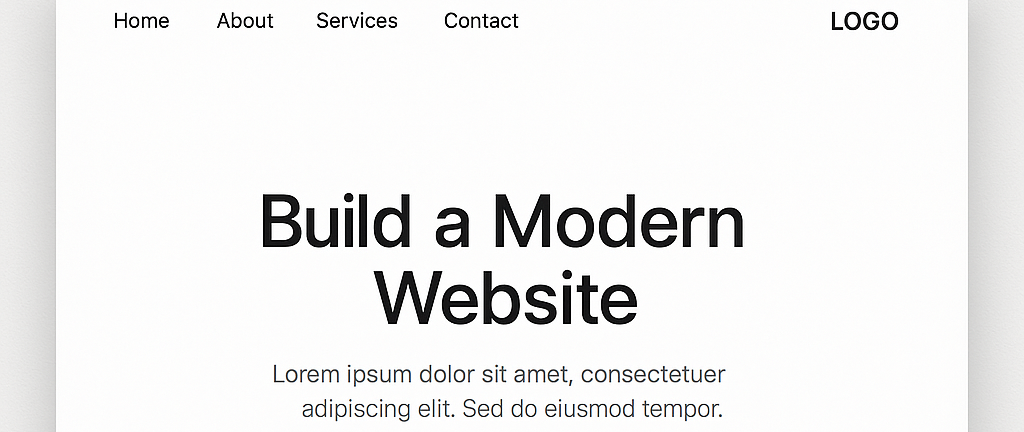 Home About Services Contact LOGO
Build a Modern
Website
Lorem ipsum dolor sit amet, consectetuer
adipiscing elit. Sed do eiusmod tempor.